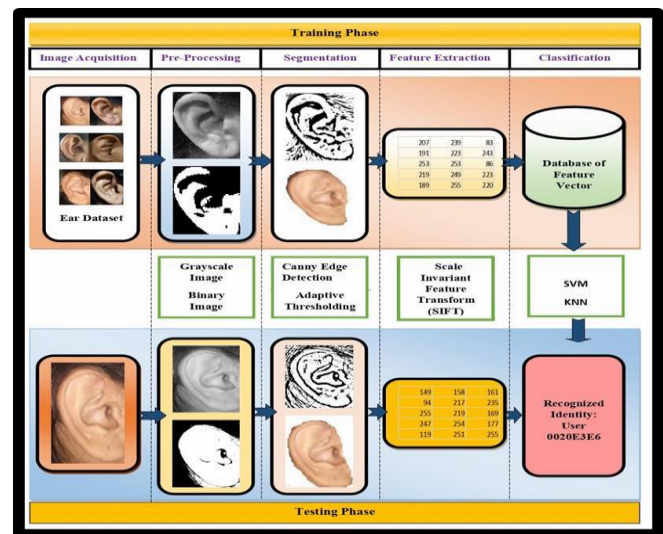 Training Phase
Image Acquisition Pre-Processing Segmentation Feature Extraction Classification
Ear Dataset
207 239 83
191 223 243
253 253 86
219 249 223
189 255 220
Database of
Feature
Vector
Grayscale
Image
Binary
Image
Canny Edge
Detection
Adaptive
Thresholding
Scale
Invariant
Feature
Transform
(SIFT)
SVM
KNN
149 158 161
94 217 235
255 219 169
247 254 177
119 251 255
Recognized
Identity:
User
0020E3E6
Testing Phase